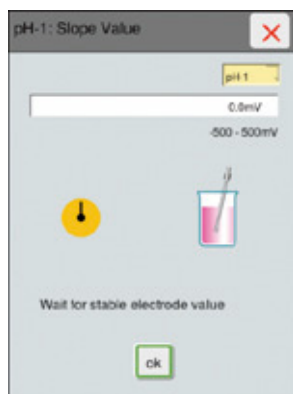 pH-1: Slope Value
pH 1
0.0mV
-500 - 500mV
Wait for stable electrode value
ok